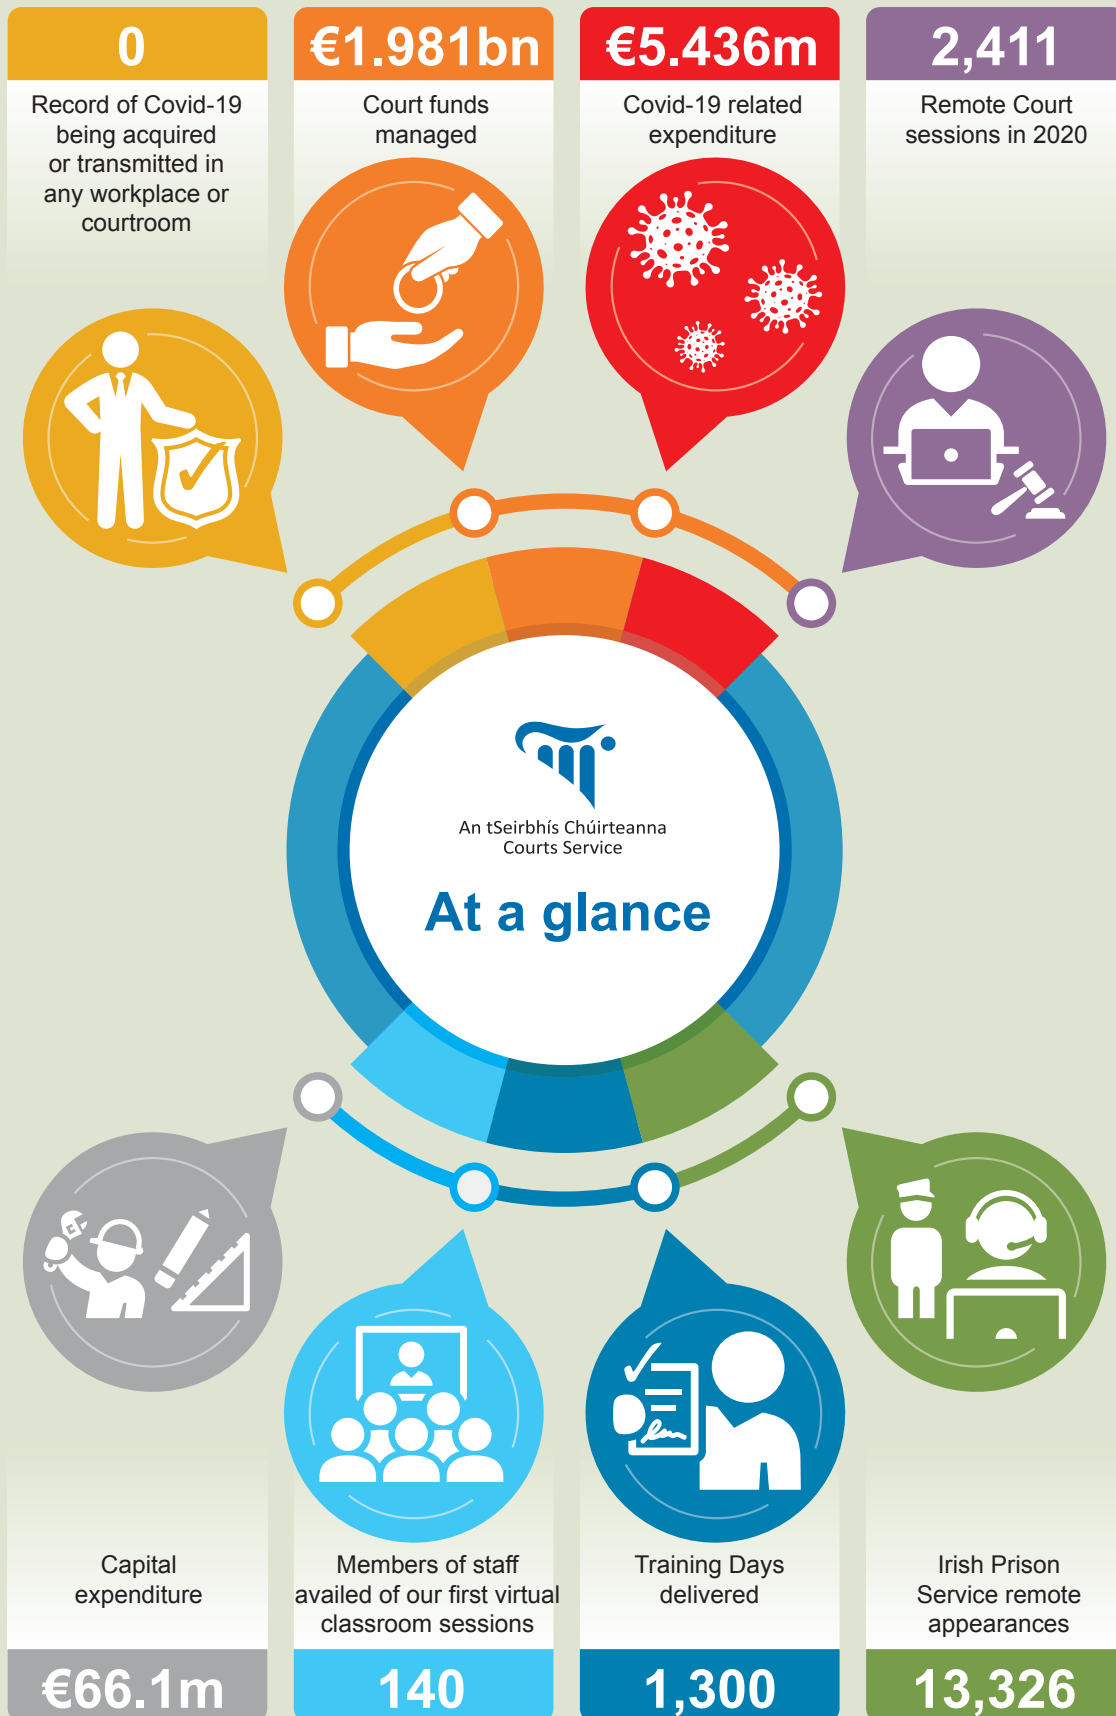 0
Record of Covid-19
being acquired
or transmitted in
any workplace or
courtroom
€1.981bn
Court funds
managed
€5.436m
Covid-19 related
expenditure
2,411
Remote Court
sessions in 2020
An tSeirbhís Chúirteanna
Courts Service
At a glance
Capital
expenditure
€66.1m
Members of staff
availed of our first virtual
classroom sessions
140
Training Days
delivered
1,300
Irish Prison
Service remote
appearances
13,326